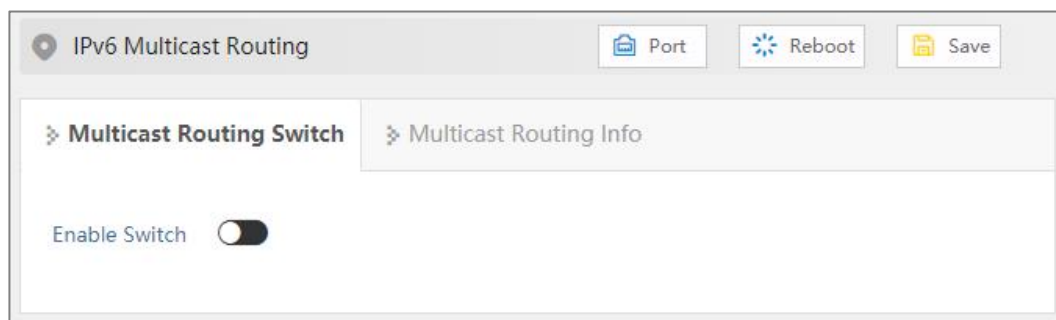 IPv6 Multicast Routing Port Reboot Save
Multicast Routing Switch Multicast Routing Info
Enable Switch